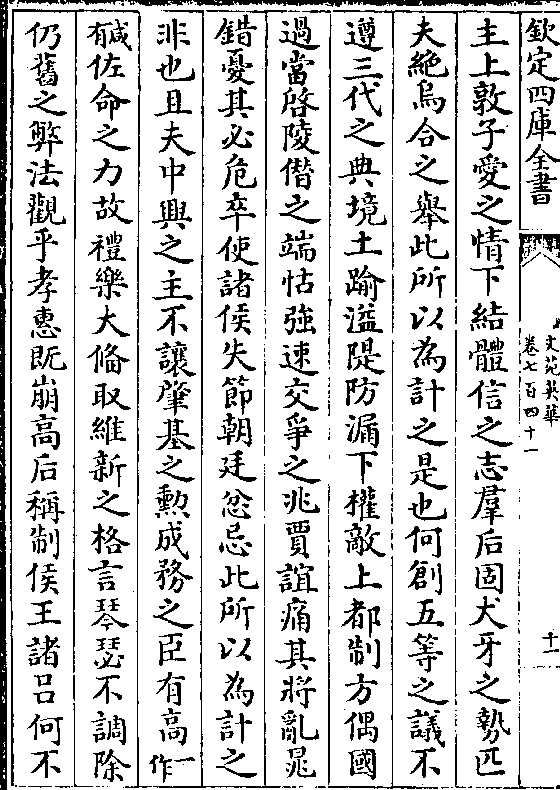 欽定四庫全書
文苑英華
卷七百四十一
十一
主上敦子愛之情下結體信之志羣后固犬牙之勢匹
夫絶烏合之舉此所以為計之是也何創五等之議不
遵三代之典境土踰溢隄防漏下權敵上都制方偶國
過當啓陵僭之端怙強速交爭之兆賈誼痛其將亂晁
錯憂其必危卒使諸侯失節朝廷忿忌此所以為計之
非也且夫中興之主不讓肇基之勲成務之臣有高一作
觱佐命之力故禮樂大僃取維新之格言琴瑟不調除
仍舊之弊法觀乎孝惠既崩高后稱制侯王諸呂何不